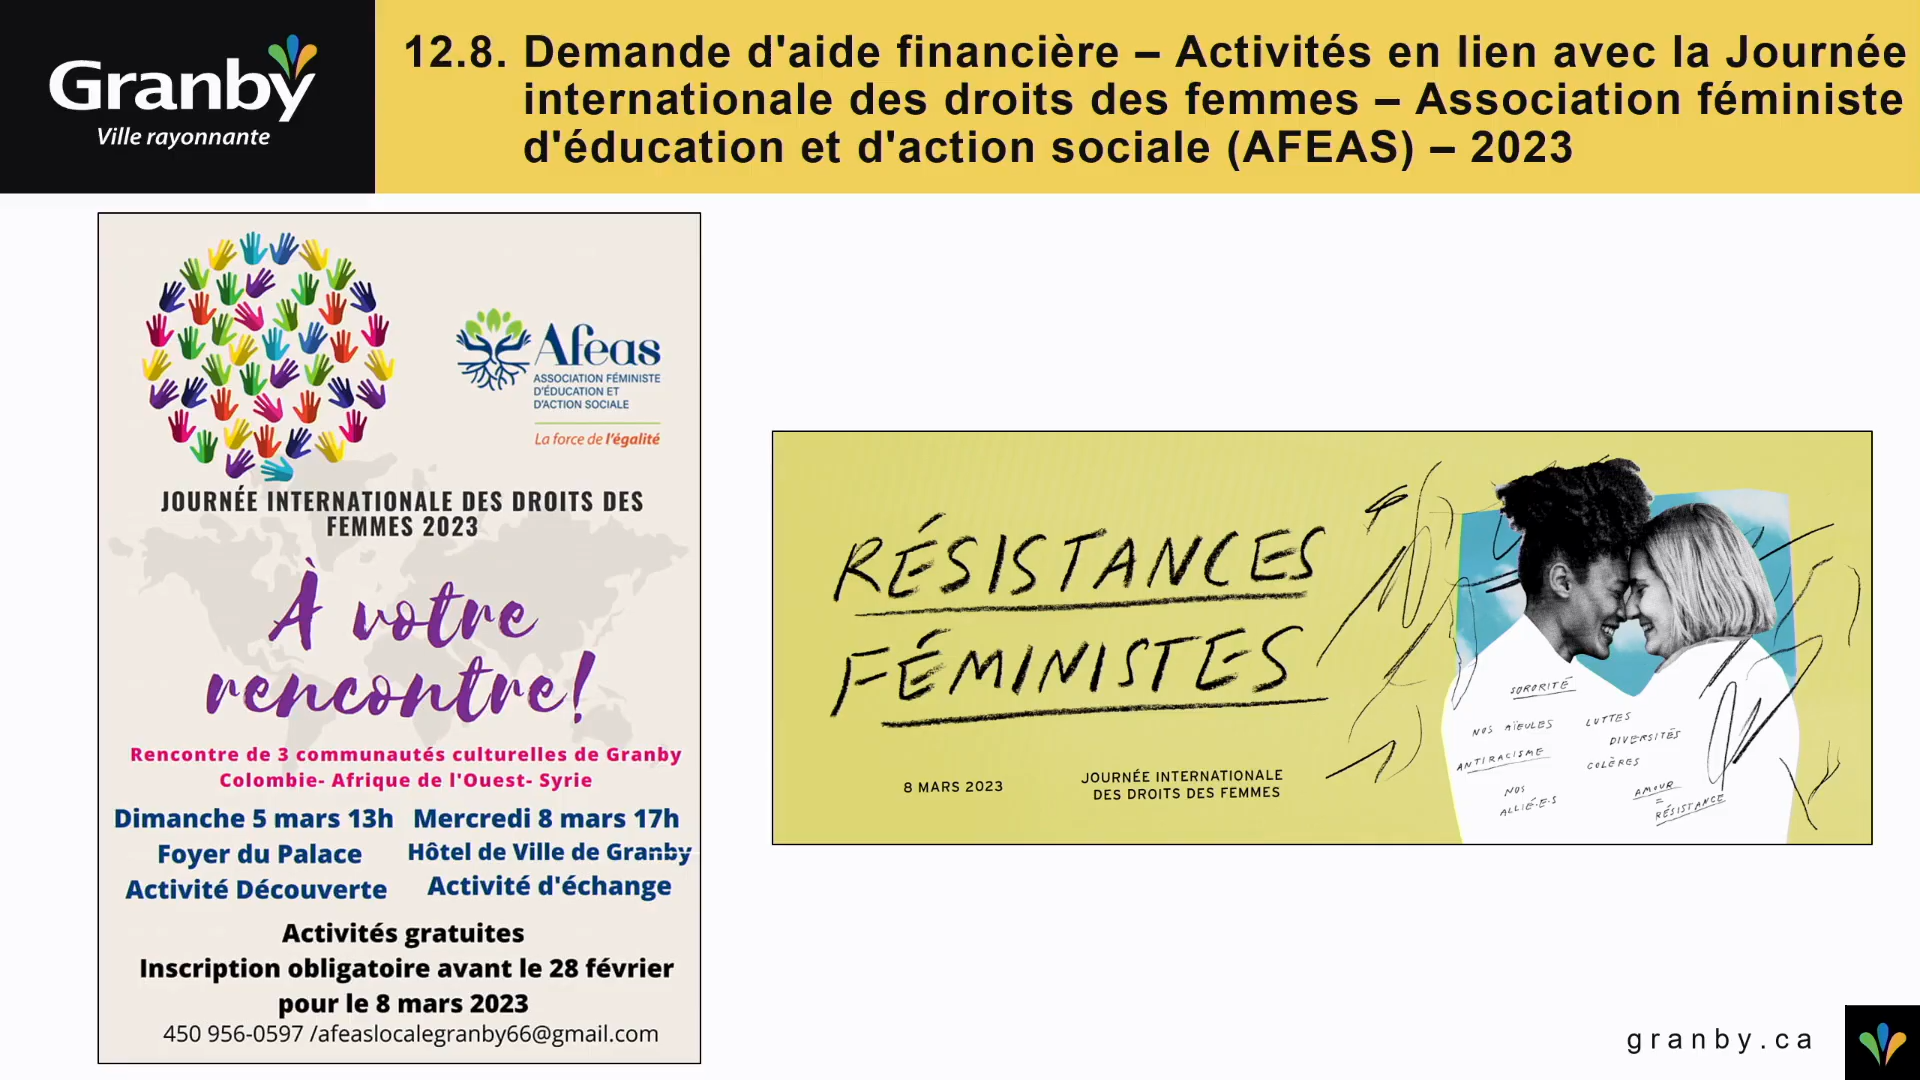 Granby
Ville rayonnante
12.8. Demande d'aide financière – Activités en lien avec la Journée
internationale des droits des femmes – Association féministe
d'éducation et d'action sociale (AFEAS) – 2023
Afeas
ASSOCIATION FÉMINISTE
D'ÉDUCATION ET
D'ACTION SOCIALE
La force de l'égalité
JOURNÉE INTERNATIONALE DES DROITS DES
FEMMES 2023
À votre
rencontre!
Rencontre de 3 communautés culturelles de Granby
Colombie- Afrique de l'Ouest- Syrie
Dimanche 5 mars 13h
Foyer du Palace
Activité Découverte
Mercredi 8 mars 17h
Hôtel de Ville de Granby
Activité d'échange
Activités gratuites
Inscription obligatoire avant le 28 février
pour le 8 mars 2023
450 956-0597 /afeaslocalegranby66@gmail.com
RÉSISTANCES
FÉMINISTES
8 MARS 2023
JOURNÉE INTERNATIONALE
DES DROITS DES FEMMES
SORORITÉ
NOS AÏEULES
LUTTES
DIVERSITÉS
ANTIRACISME
COLÈRES
NOS
ALLIÉ·E·S
AMOUR
=
RÉSISTANCE
granby.ca